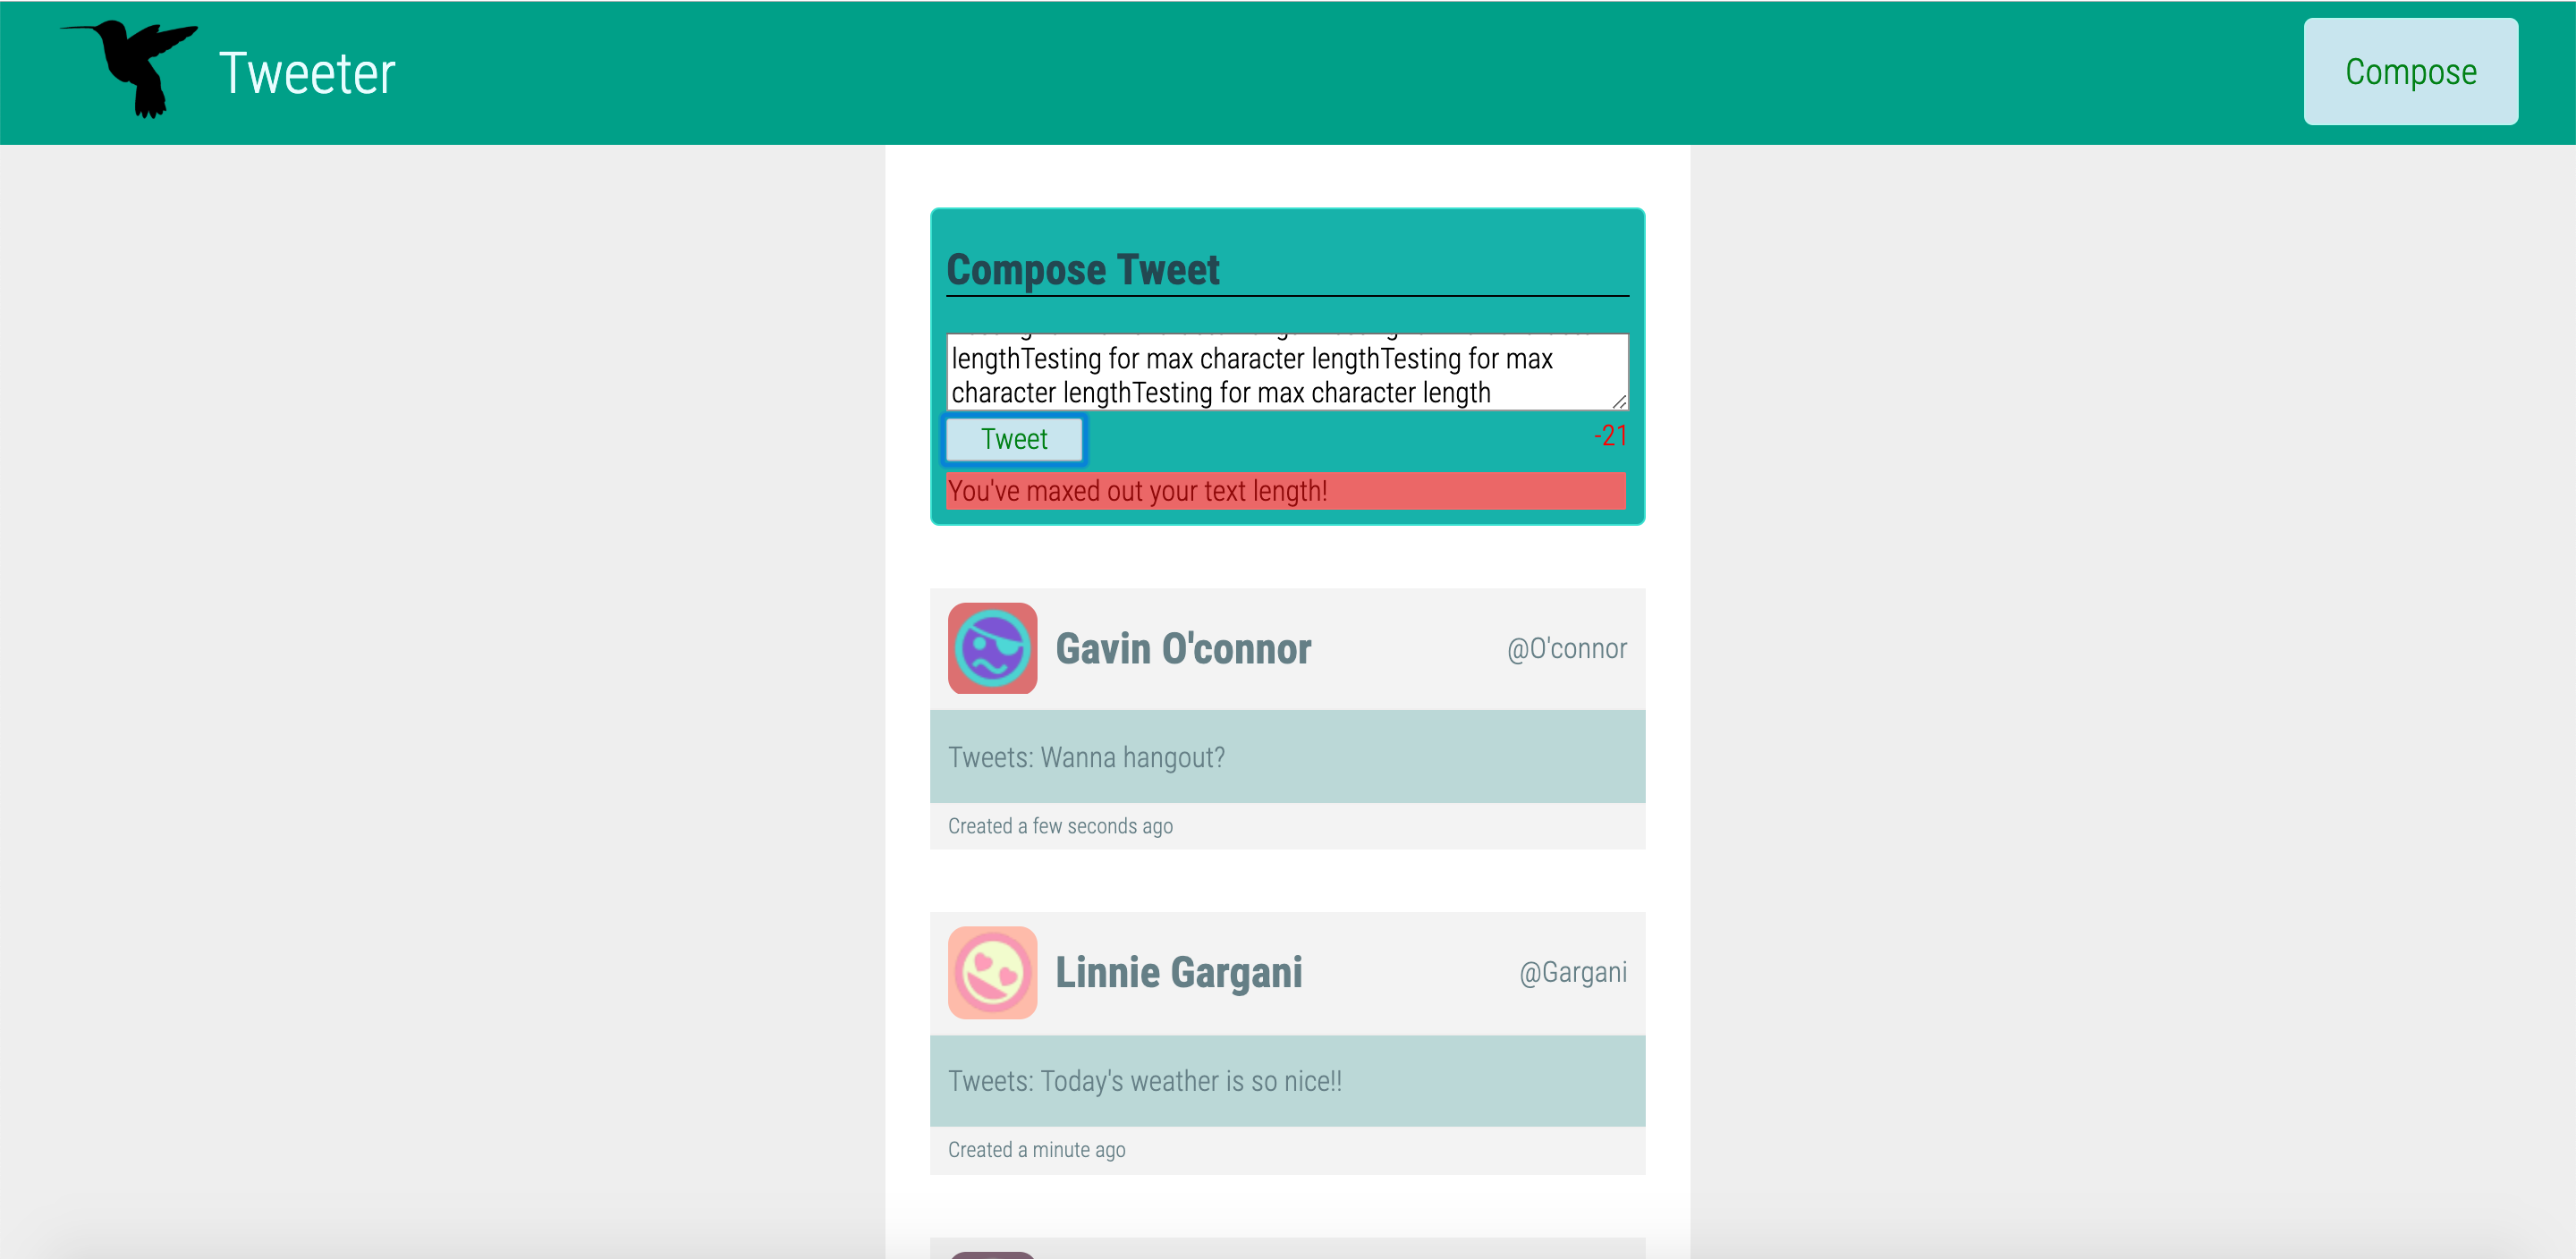 Tweeter
Compose
Compose Tweet
lengthTesting for max character lengthTesting for max
character lengthTesting for max character length
Tweet
-21
You've maxed out your text length!
Gavin O'connor
@O'connor
Tweets: Wanna hangout?
Created a few seconds ago
Linnie Gargani
@Gargani
Tweets: Today's weather is so nice!!
Created a minute ago